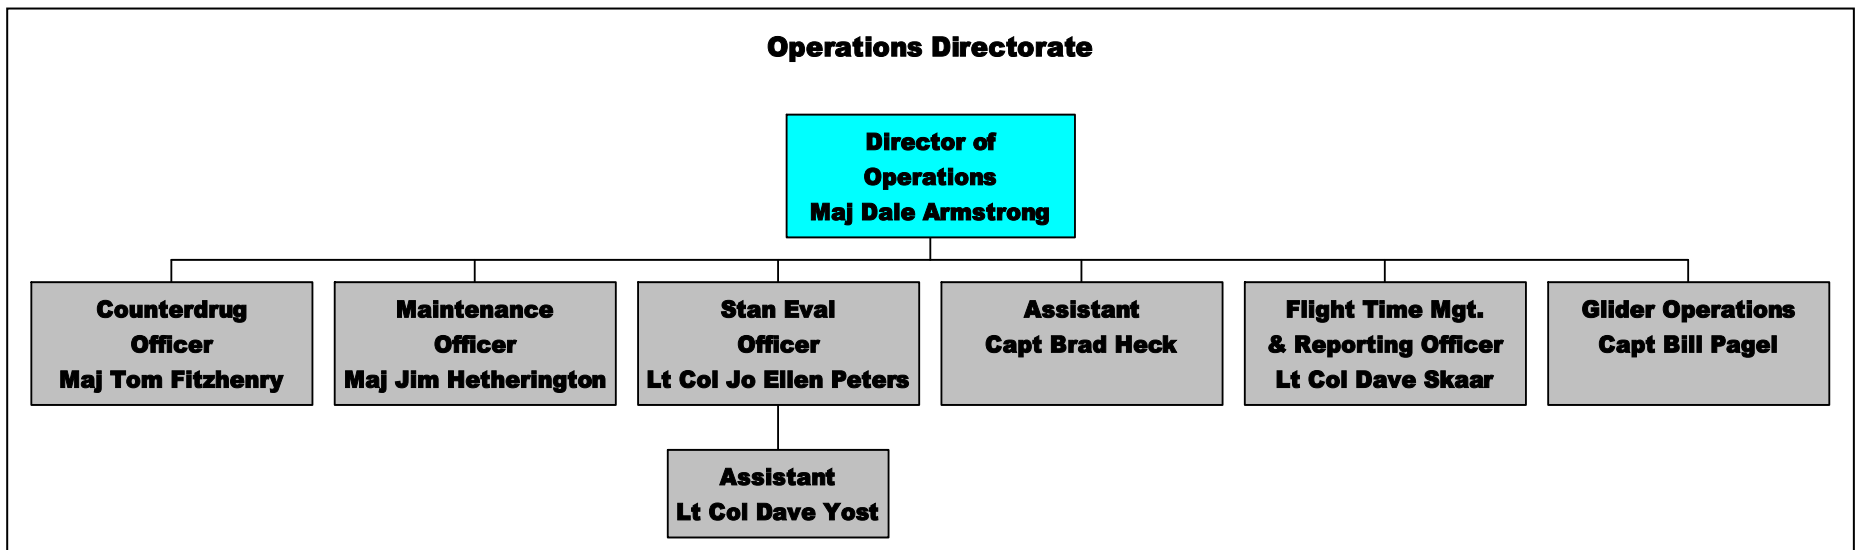 Operations Directorate
Director of
Operations
Maj Dale Armstrong
Counterdrug
Officer
Maj Tom Fitzhenry
Maintenance
Officer
Maj Jim Hetherington
Stan Eval
Officer
Lt Col Jo Ellen Peters
Assistant
Capt Brad Heck
Flight Time Mgt.
& Reporting Officer
Lt Col Dave Skaar
Glider Operations
Capt Bill Pagel
Assistant
Lt Col Dave Yost